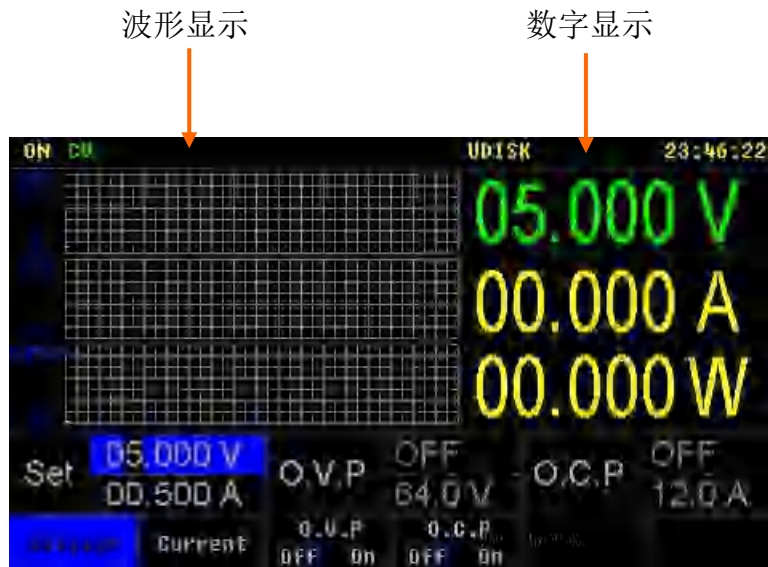 波形显示 数字显示
ON CV UDISK 23:46:22
05.000 V
00.000 A
00.000 W
Set 05.000 V O.V.P OFF O.C.P OFF
00.500 A 64.0 V 12.0 A
Current O.V.P O.C.P
Off On Off On